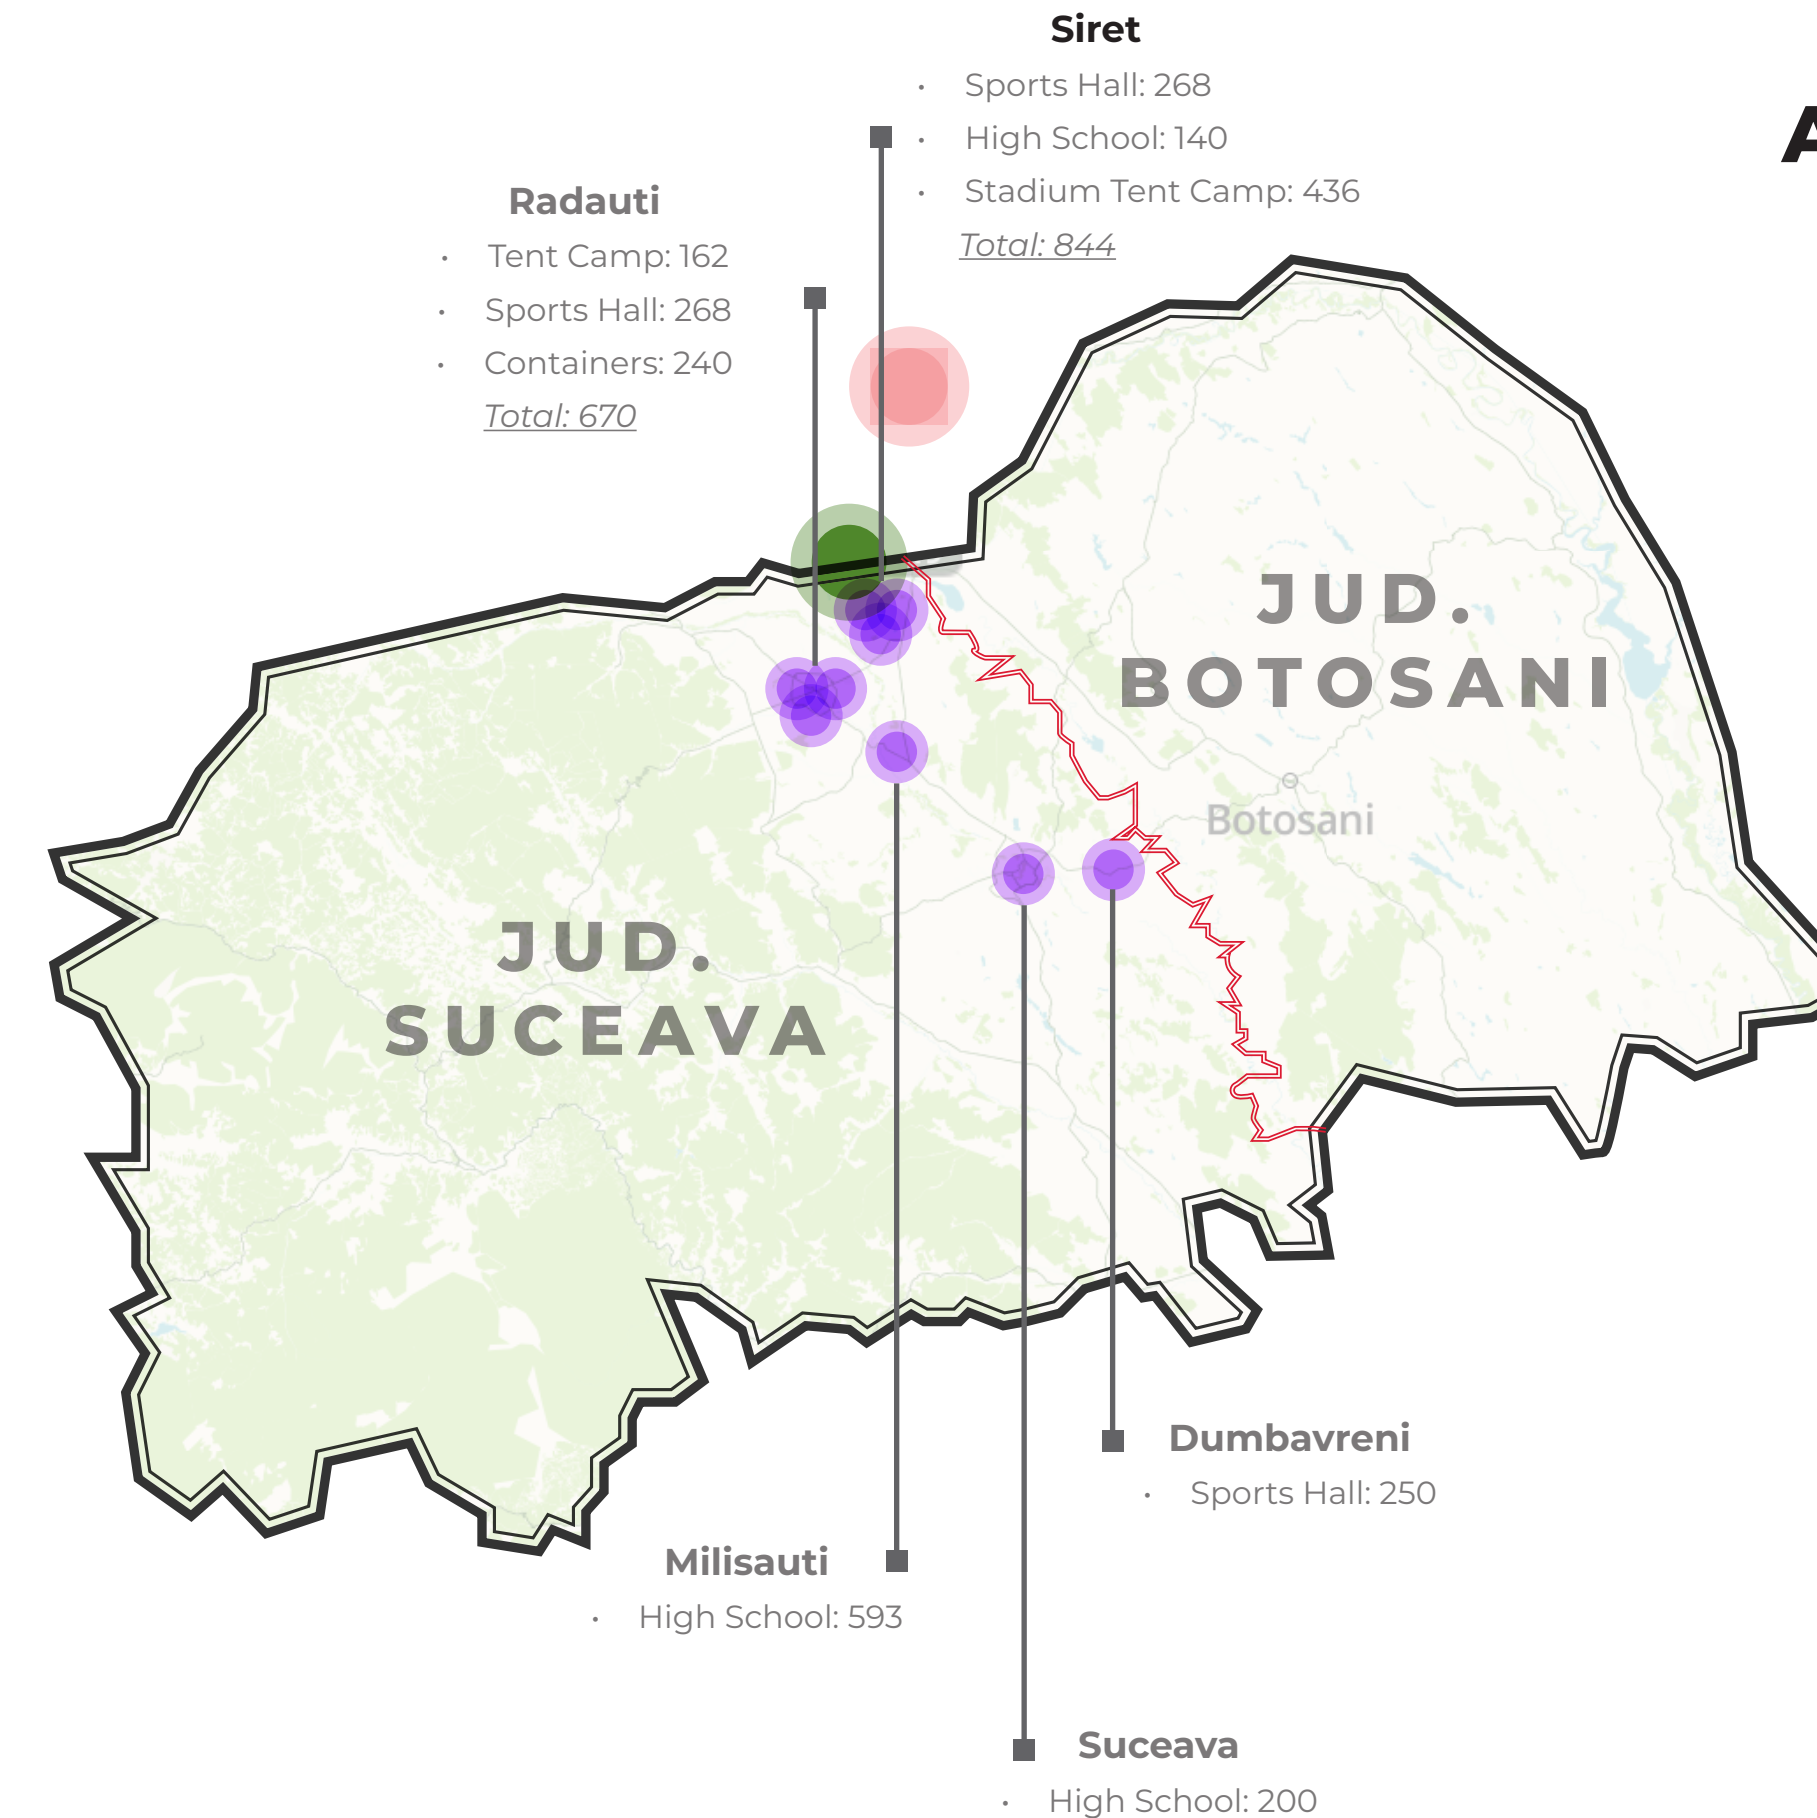 Siret
• Sports Hall: 268
• High School: 140
• Stadium Tent Camp: 436
Total: 844
A
Radauti
• Tent Camp: 162
• Sports Hall: 268
• Containers: 240
Total: 670
JUD.
BOTOSANI
Botosani
JUD.
SUCEAVA
Dumbavreni
• Sports Hall: 250
Milisauti
• High School: 593
Suceava
• High School: 200